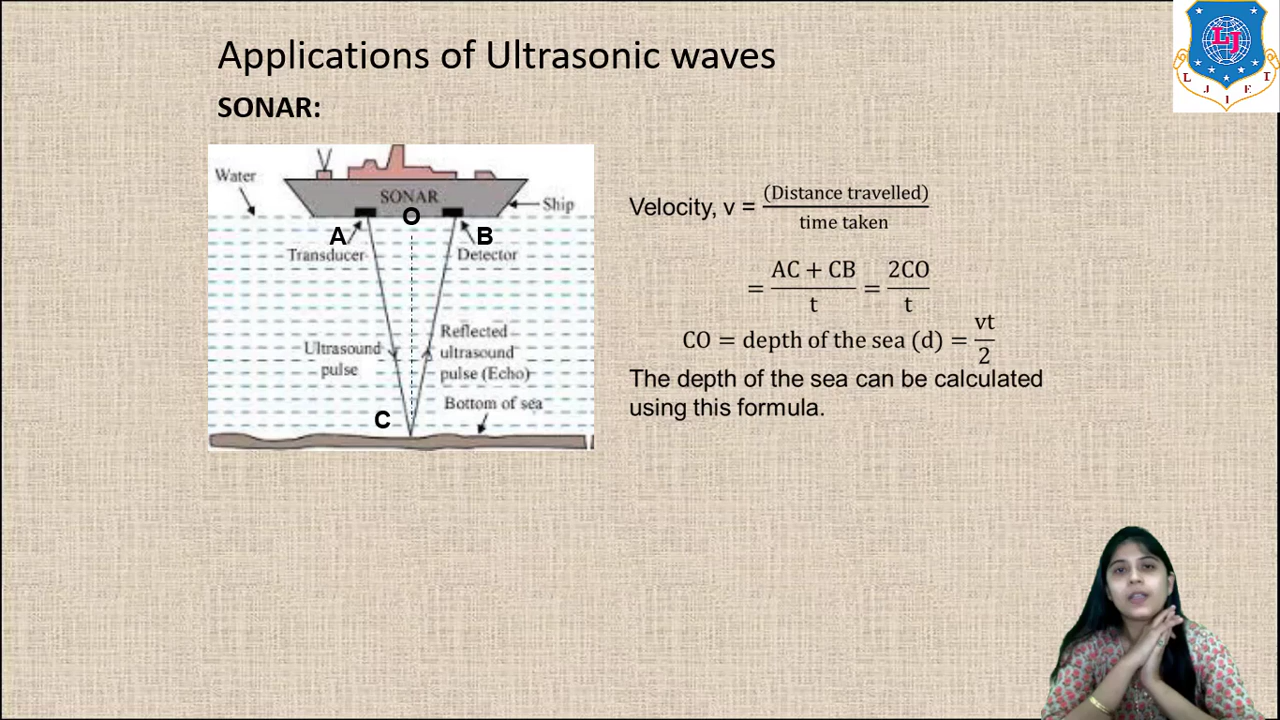 Applications of Ultrasonic waves
SONAR:
Water
SONAR
Ship
O
A
B
Transducer
Detector
Ultrasound
pulse
Reflected
ultrasound
pulse (Echo)
C
Bottom of sea
Velocity, v = (Distance travelled) / time taken
= AC + CB / t = 2CO / t
CO = depth of the sea (d) = vt / 2
The depth of the sea can be calculated
using this formula.
LJ
L J I E T